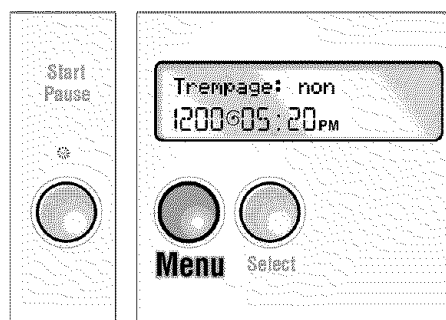 Start
Pause
Trempage: non
1200 05:20PM
Menu
Select